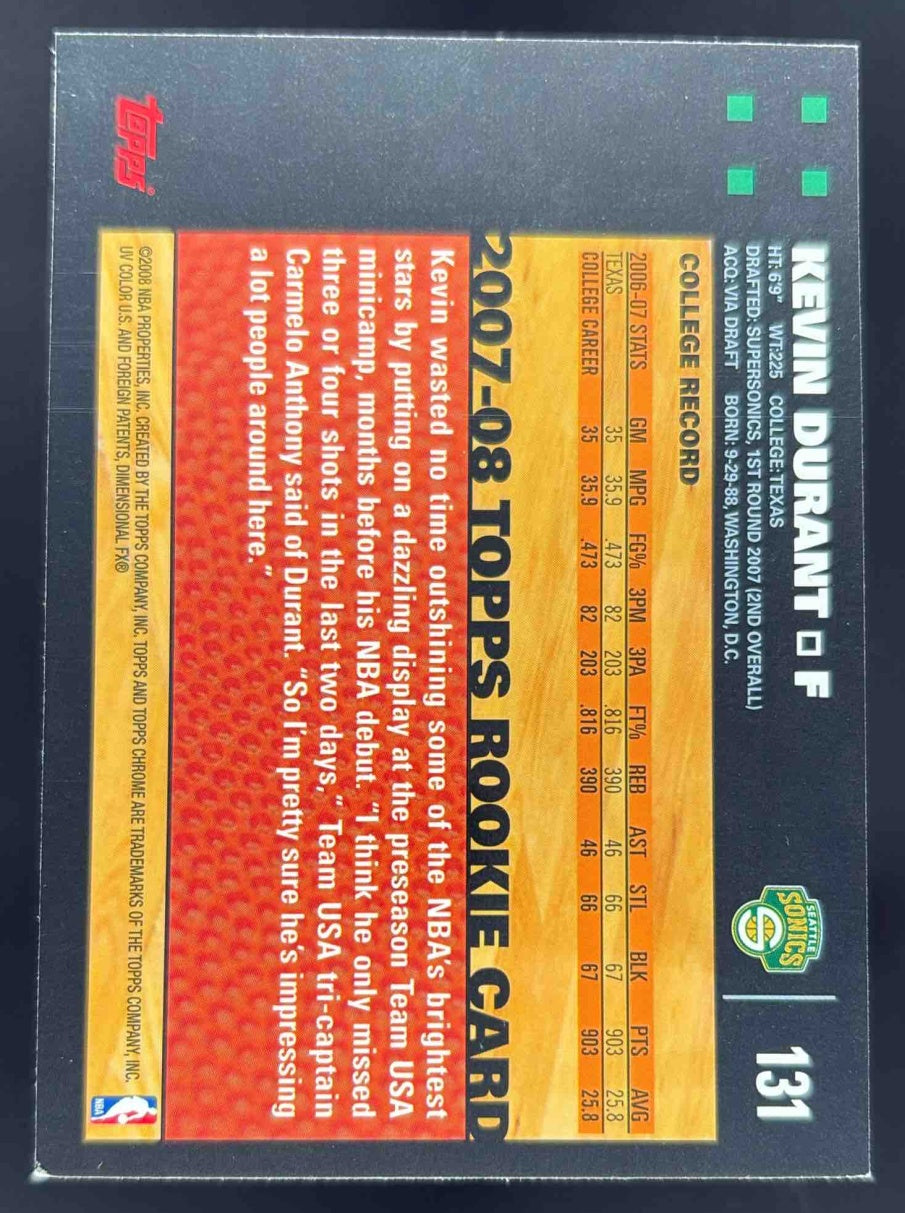 KEVIN DURANT □ F
HT: 6'9" WT:225 COLLEGE: TEXAS
DRAFTED: SUPERSONICS, 1ST ROUND 2007 (2ND OVERALL)
ACQ: VIA DRAFT BORN: 9-29-88, WASHINGTON, D.C.
SEATTLE
SONICS
131
COLLEGE RECORD
2006-07 STATS GM MPG FG% 3PM 3PA FT% REB AST STL BLK PTS AVG
TEXAS 35 35.9 .473 82 203 .816 390 46 66 67 903 25.8
COLLEGE CAREER 35 35.9 .473 82 203 .816 390 46 66 67 903 25.8
2007-08 TOPPS ROOKIE CARD
Kevin wasted no time outshining some of the NBA's brightest
stars by putting on a dazzling display at the preseason Team USA
minicamp, months before his NBA debut. "I think he only missed
three or four shots in the last two days," Team USA tri-captain
Carmelo Anthony said of Durant. "So I'm pretty sure he's impressing
a lot people around here."
©2008 NBA PROPERTIES, INC. CREATED BY THE TOPPS COMPANY, INC. TOPPS AND TOPPS CHROME ARE TRADEMARKS OF THE TOPPS COMPANY, INC.
UV COLOR U.S. AND FOREIGN PATENTS, DIMENSIONAL FX®
NBA
Topps®